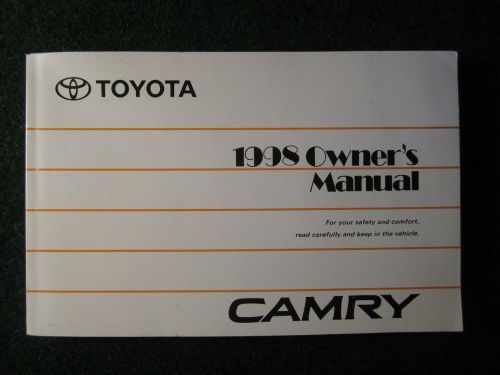 TOYOTA
1998 Owner's
Manual
For your safety and comfort,
read carefully and keep in the vehicle.
CAMRY